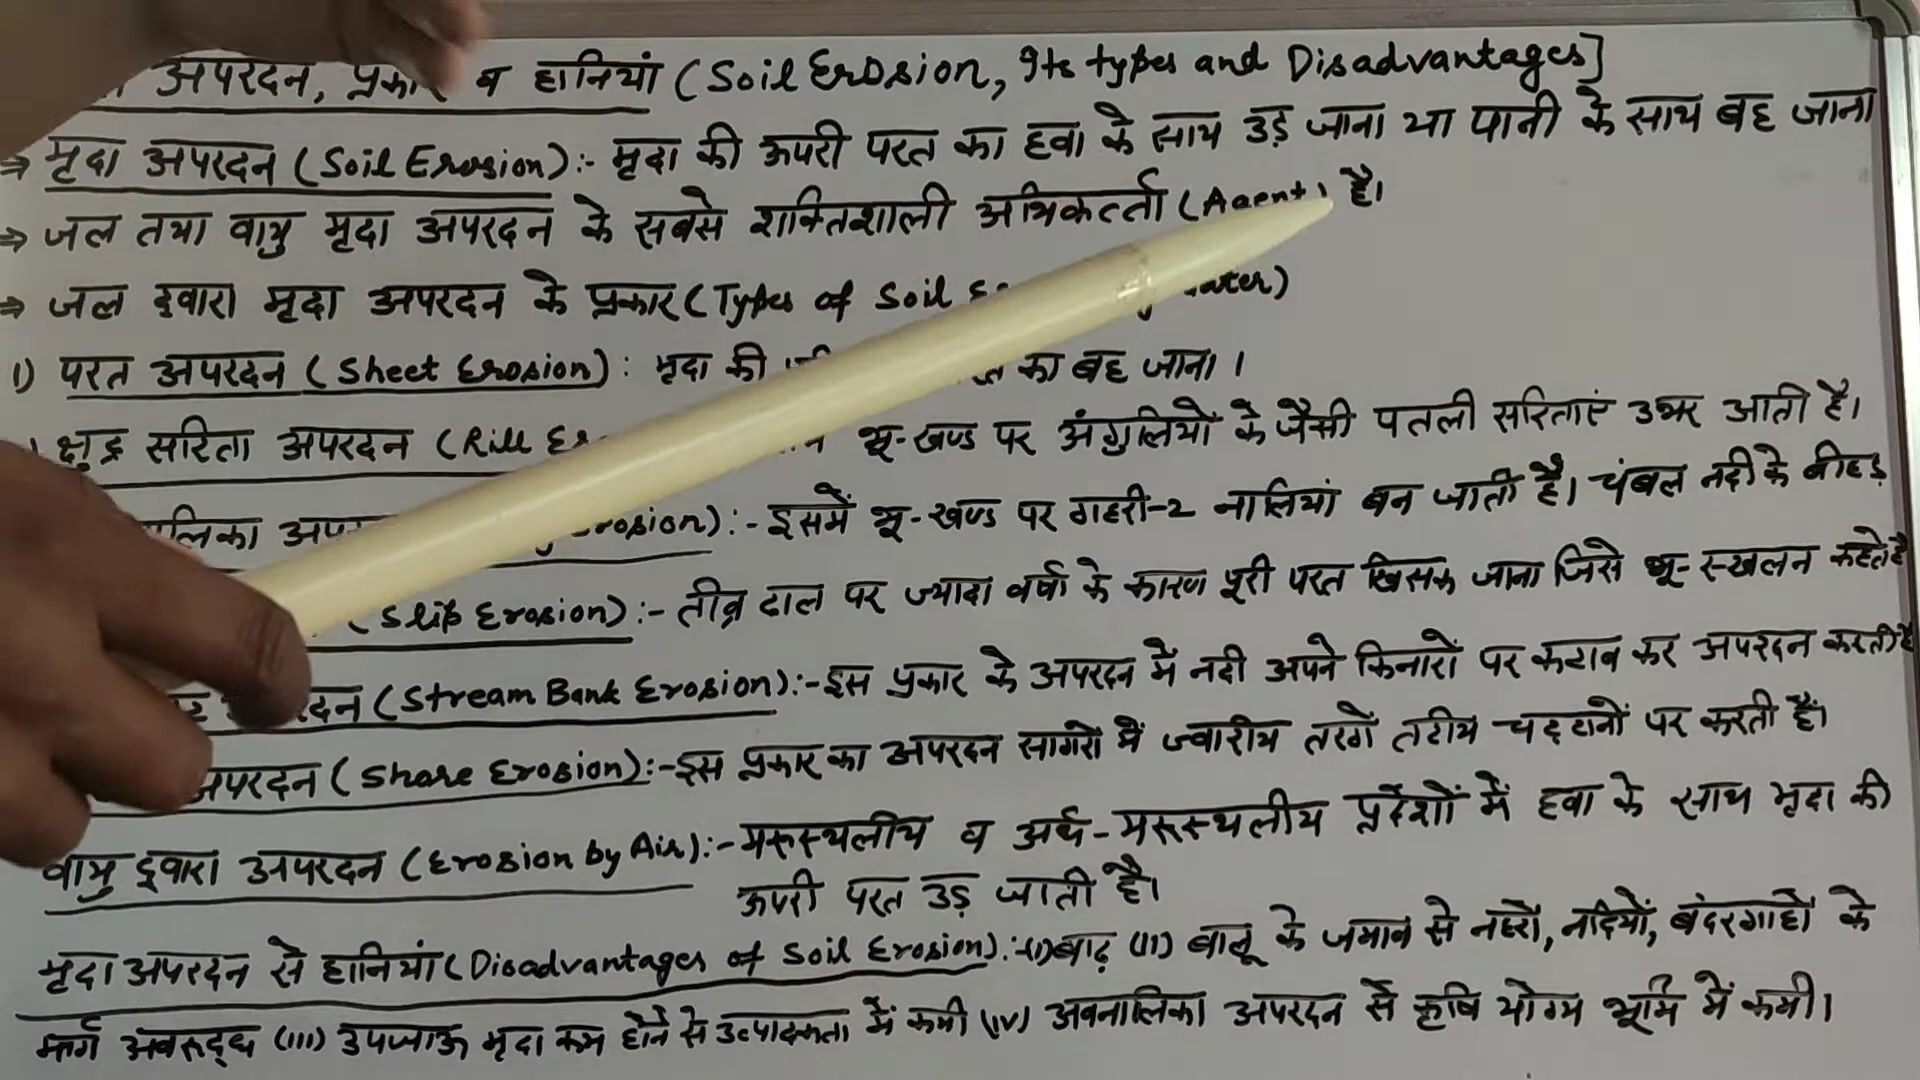 अपरदन, प्रकार व हानियां (Soil Erosion, Its types and Disadvantages]
⇒ मृदा अपरदन (Soil Erosion):- मृदा की ऊपरी परत का हवा के साथ उड़ जाना या पानी के साथ बह जाना
⇒ जल तथा वायु मृदा अपरदन के सबसे शक्तिशाली अभिकर्त्ता (Agent) है।
⇒ जल द्वारा मृदा अपरदन के प्रकार (Types of Soil
1) परत अपरदन (Sheet Erosion): मृदा की का बह जाना।
क्षुद्र सरिता अपरदन (Rill भू-खण्ड पर अंगुलियों के जैसी पतली सरिताएं उभर आती है।
:- इसमें भू-खण्ड पर गहरी-2 नालियां बन जाती है। चंबल नदी के बीहड़
(Slip Erosion):- तीव्र ढाल पर ज्यादा वर्षा के कारण पूरी परत खिसक जाना जिसे भू-स्खलन कहते है
(Stream Bank Erosion):- इस प्रकार के अपरदन में नदी अपने किनारों पर कटाव कर अपरदन करती है
अपरदन (Shore Erosion):- इस प्रकार का अपरदन सागरों में ज्वारीय तरगें तटीय चट्टानों पर करती है।
वायु द्वारा अपरदन (Erosion by Air):- मरुस्थलीय व अर्ध-मरूस्थलीय प्रदेशों में हवा के साथ मृदा की
ऊपरी परत उड़ जाती है।
मृदा अपरदन से हानियां (Disadvantages of Soil Erosion):- (I) बाढ़ (II) बालू के जमाव से नहरों, नदियों, बंदरगाहों के
मार्ग अवरूद्ध (III) उपजाऊ मृदा कम होने से उत्पादकता में कमी (IV) अवनालिका अपरदन से कृषि योग्य भूमि में कमी।